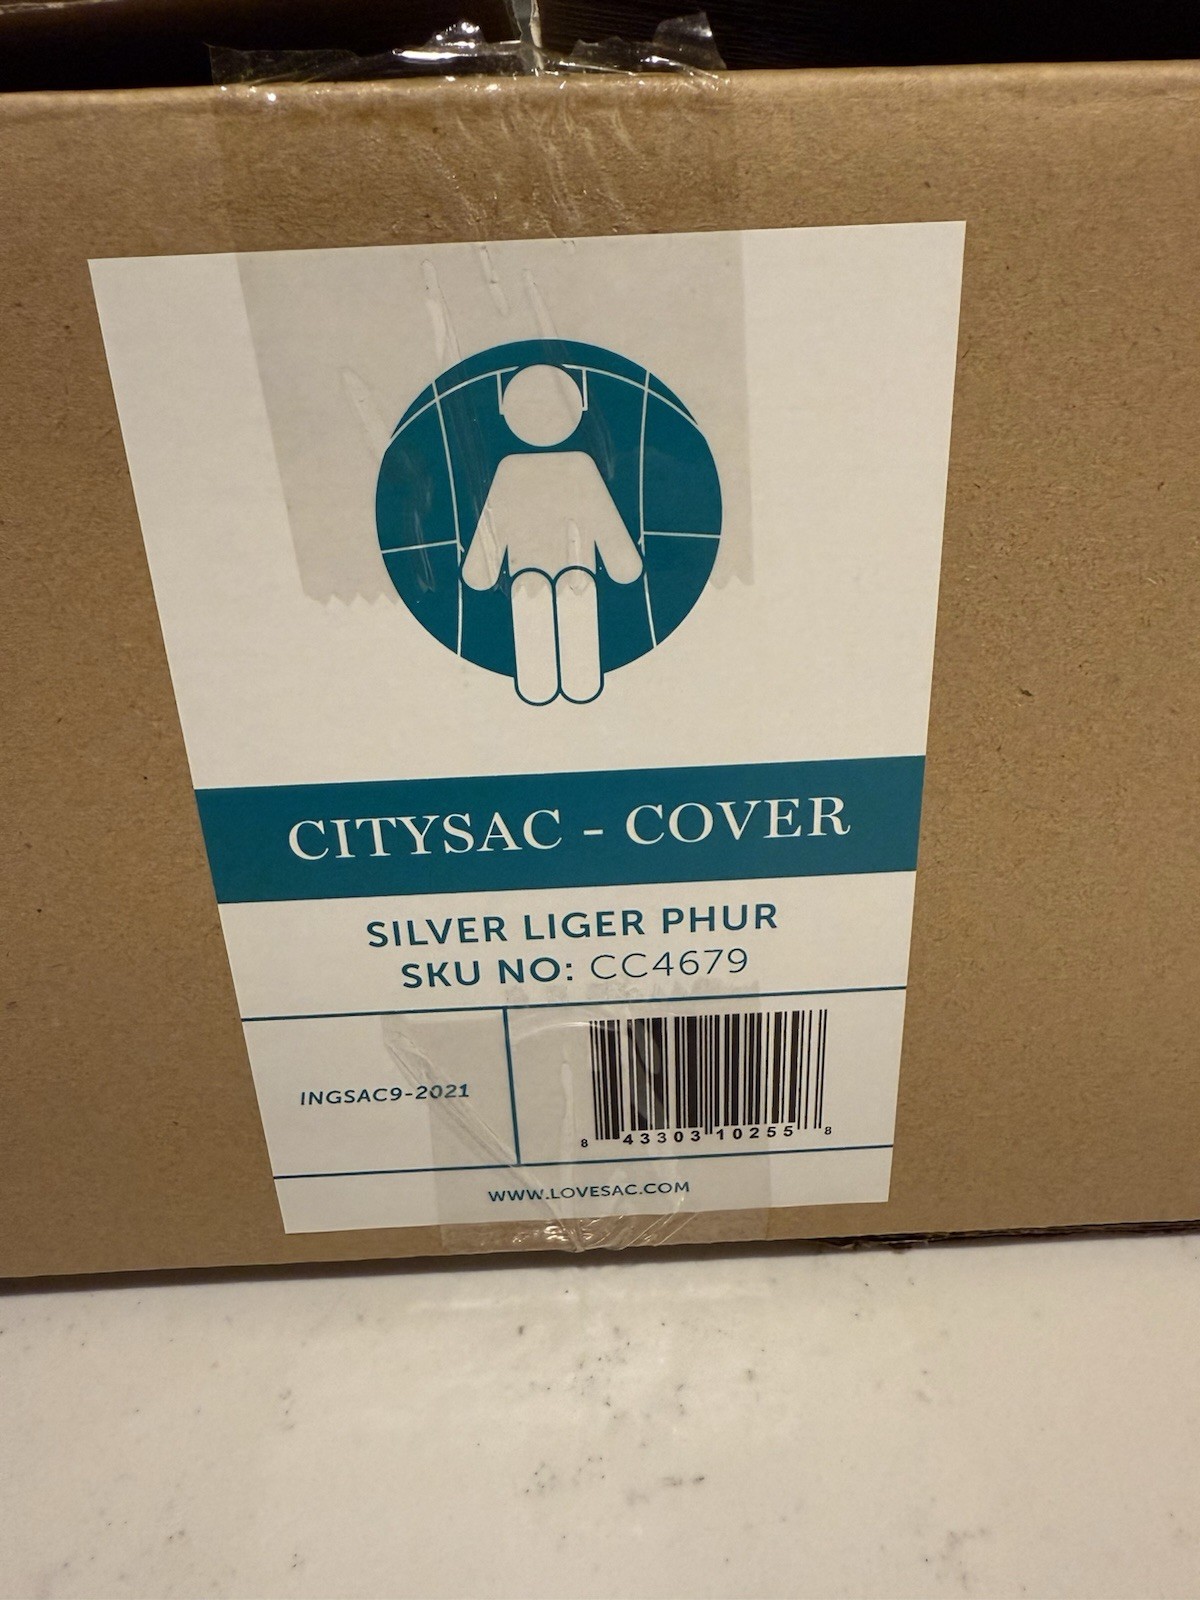 CITYSAC - COVER
SILVER LIGER PHUR
SKU NO: CC4679
INGSAC9-2021
8 43303 10255 8
WWW.LOVESAC.COM